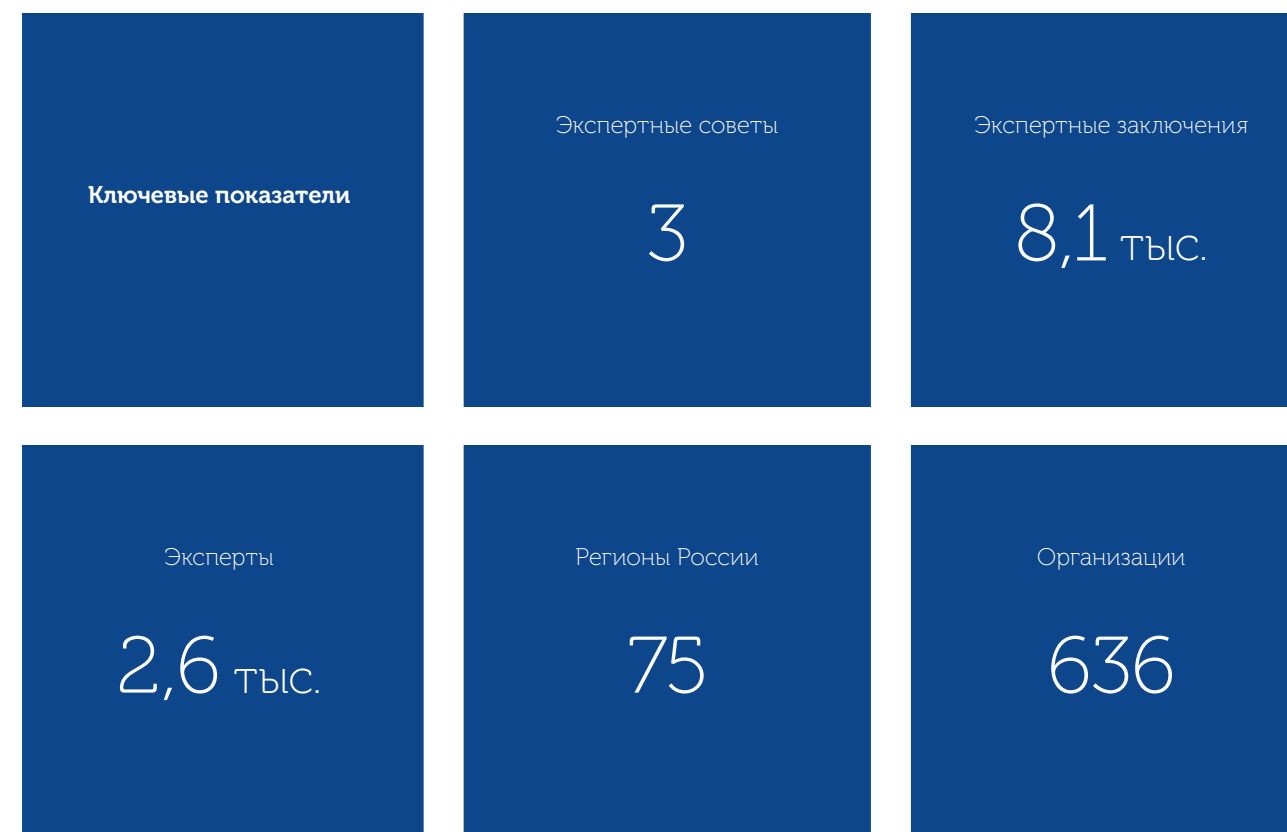 Ключевые показатели
Экспертные советы
3
Экспертные заключения
8,1 тыс.
Эксперты
2,6 тыс.
Регионы России
75
Организации
636